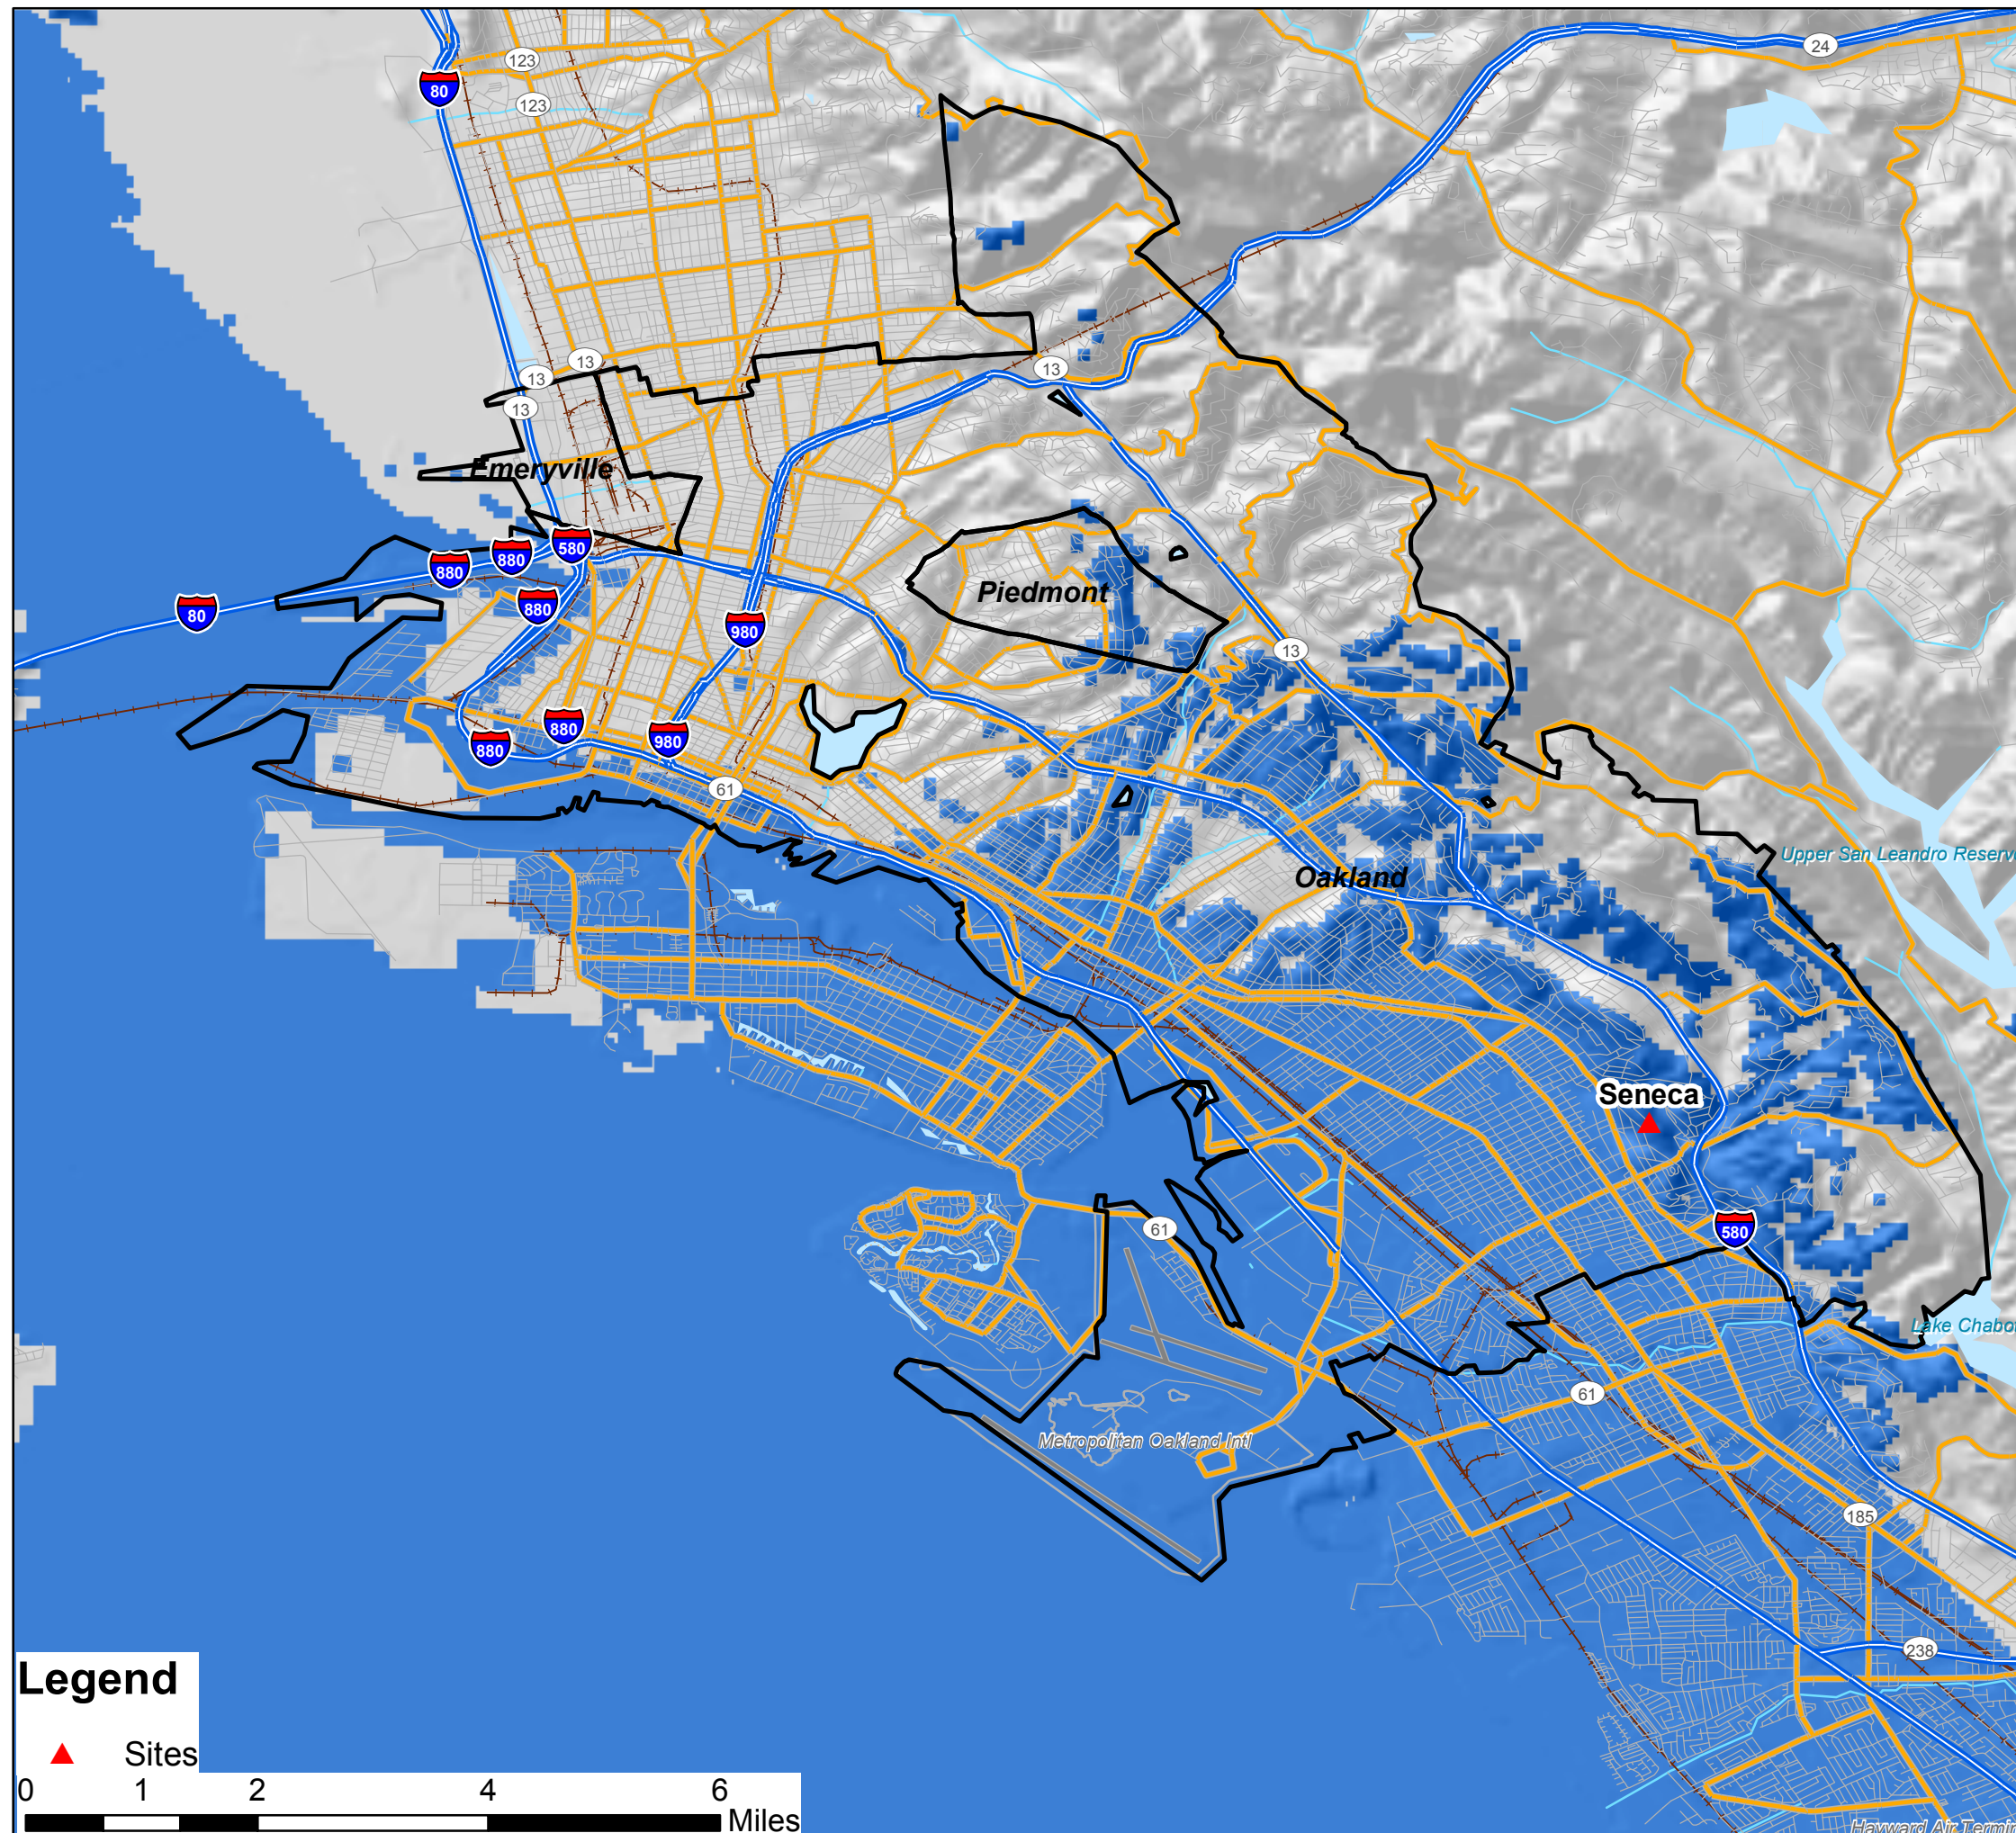 24
123
80
123
13
13
13
13
Emeryville
580
880
880
Piedmont
880
80
980
13
880
980
880
61
Upper San Leandro Reserv
Oakland
Seneca
61
580
Lake Chabo
61
Metropolitan Oakland Intl
185
238
Legend
Sites
0 1 2 4 6
Miles
Hayward Air Termi